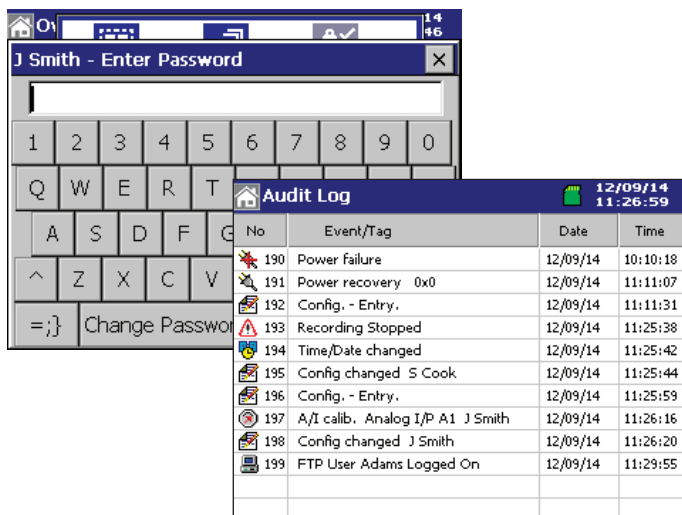 Ov
14
46
J Smith - Enter Password
1 2 3 4 5 6 7 8 9 0
Q W E R T
A S D F G
^ Z X C V
=;} Change Passwor
Audit Log
12/09/14
11:26:59
No Event/Tag Date Time
190 Power failure 12/09/14 10:10:18
191 Power recovery 0x0 12/09/14 11:11:07
192 Config. - Entry. 12/09/14 11:11:31
193 Recording Stopped 12/09/14 11:25:38
194 Time/Date changed 12/09/14 11:25:42
195 Config changed S Cook 12/09/14 11:25:44
196 Config. - Entry. 12/09/14 11:25:59
197 A/I calib. Analog I/P A1 J Smith 12/09/14 11:26:16
198 Config changed J Smith 12/09/14 11:26:20
199 FTP User Adams Logged On 12/09/14 11:29:55